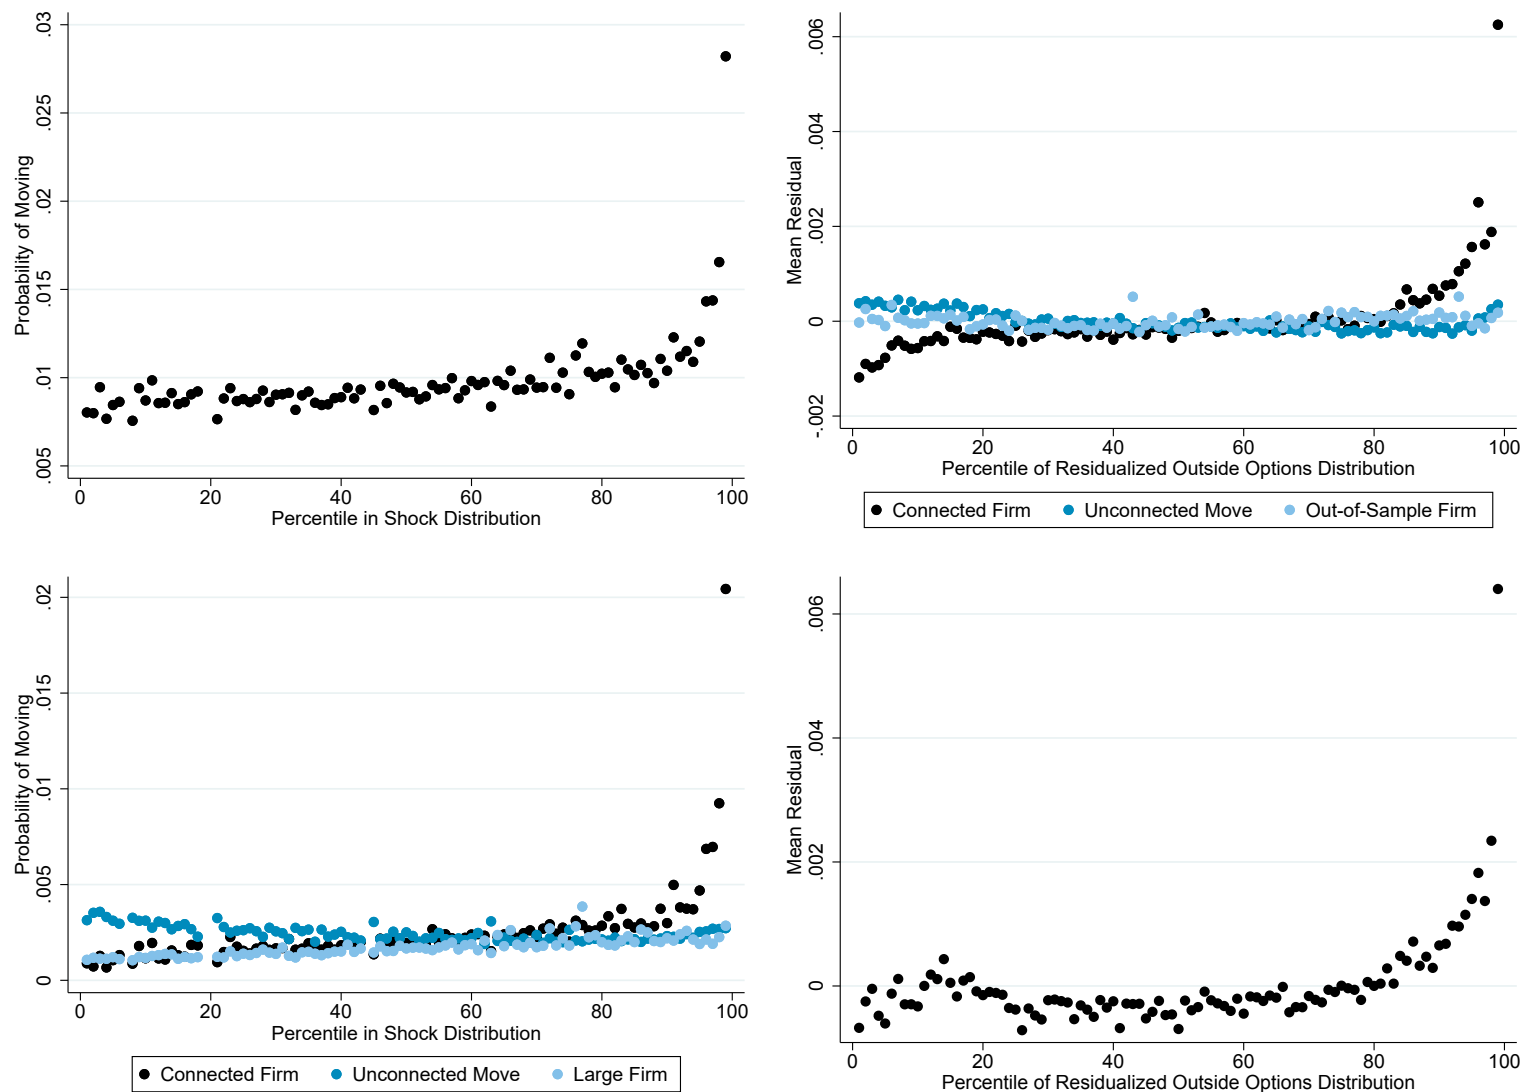 Probability of Moving
.03
.025
.02
.015
.01
.005
0 20 40 60 80 100
Percentile in Shock Distribution
Mean Residual
.006
.004
.002
0
-.002
0 20 40 60 80 100
Percentile of Residualized Outside Options Distribution
Connected Firm Unconnected Move Out-of-Sample Firm
Probability of Moving
.02
.015
.01
.005
0
0 20 40 60 80 100
Percentile in Shock Distribution
Connected Firm Unconnected Move Large Firm
Mean Residual
.006
.004
.002
0
0 20 40 60 80 100
Percentile of Residualized Outside Options Distribution